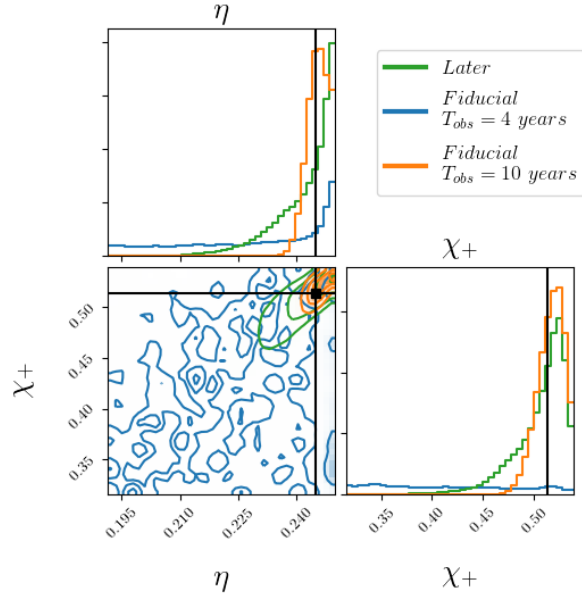 η
Later
Fiducial
T_obs = 4 years
Fiducial
T_obs = 10 years
χ+
χ+
0.50
0.45
0.40
0.35
0.195
0.210
0.225
0.240
0.35
0.40
0.45
0.50
η
χ+